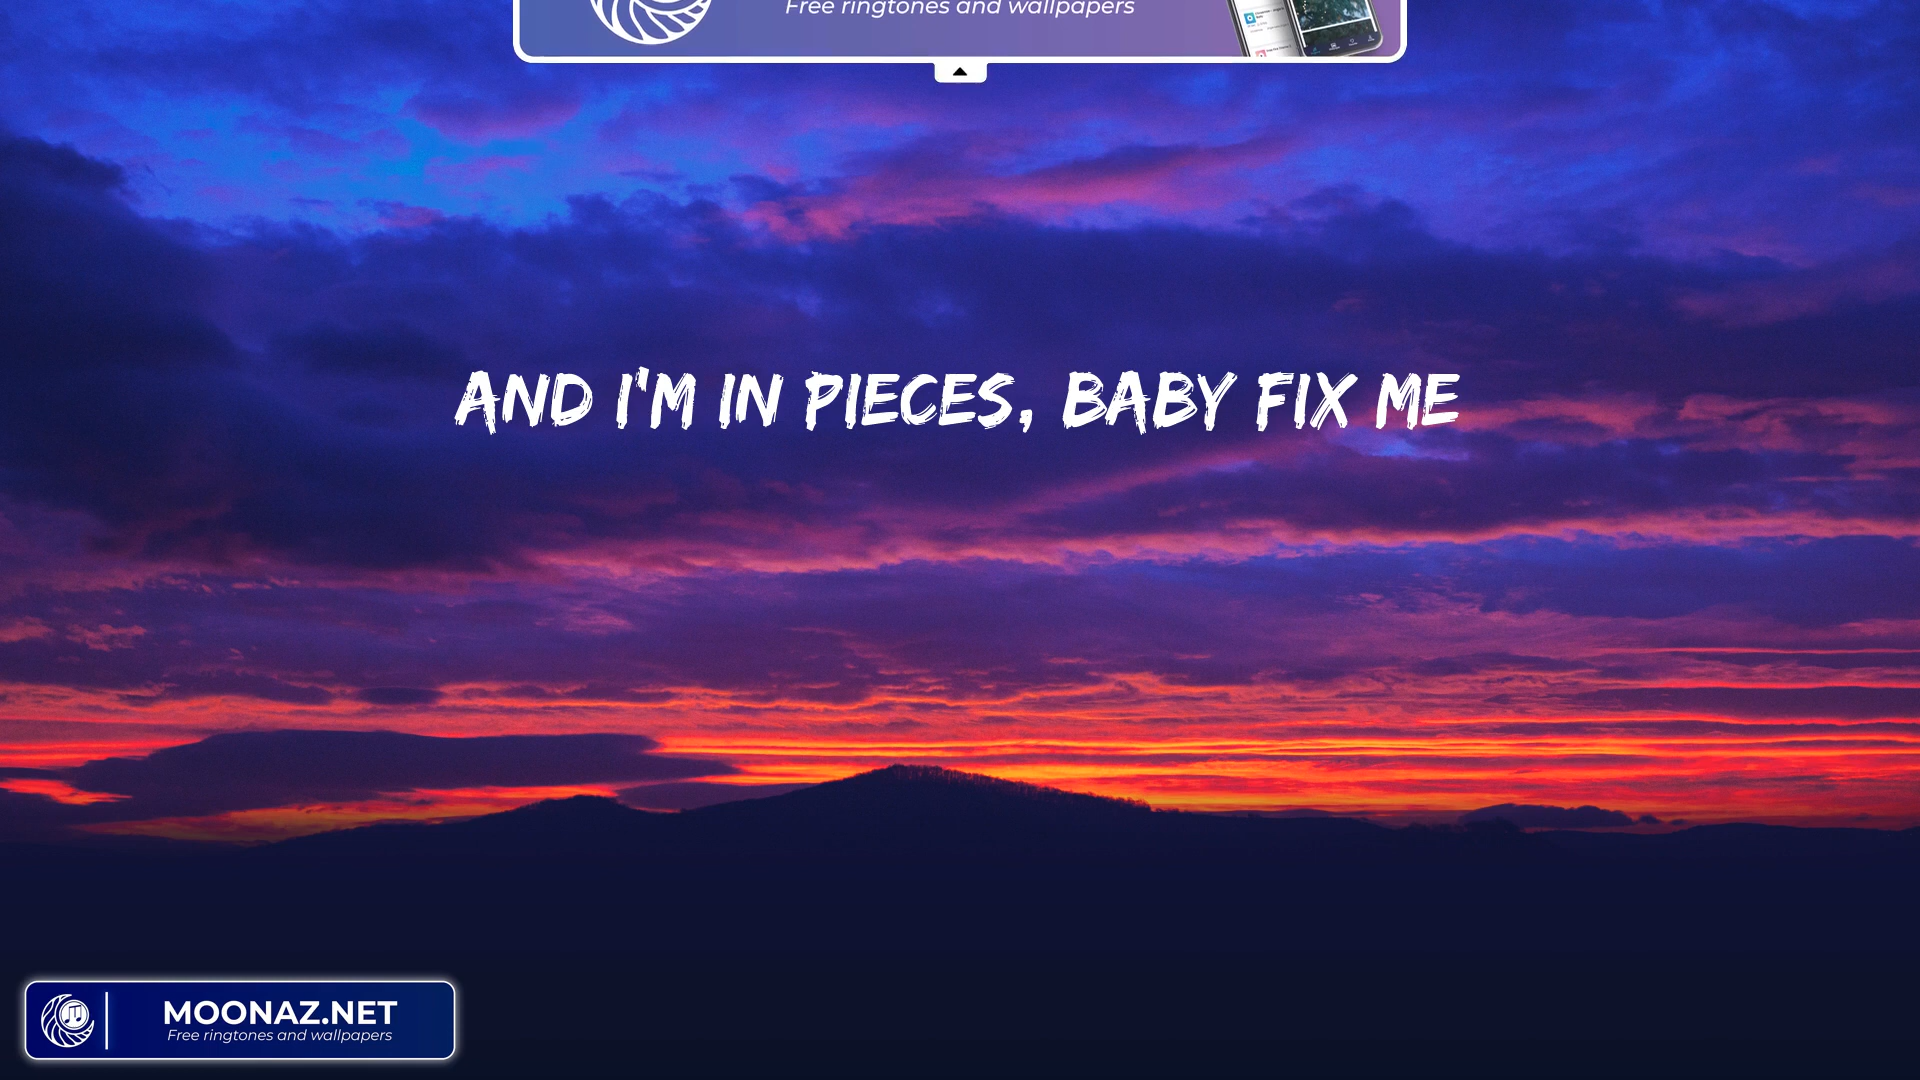 Free ringtones and wallpapers
AND I'M IN PIECES, BABY FIX ME
MOONAZ.NET
Free ringtones and wallpapers